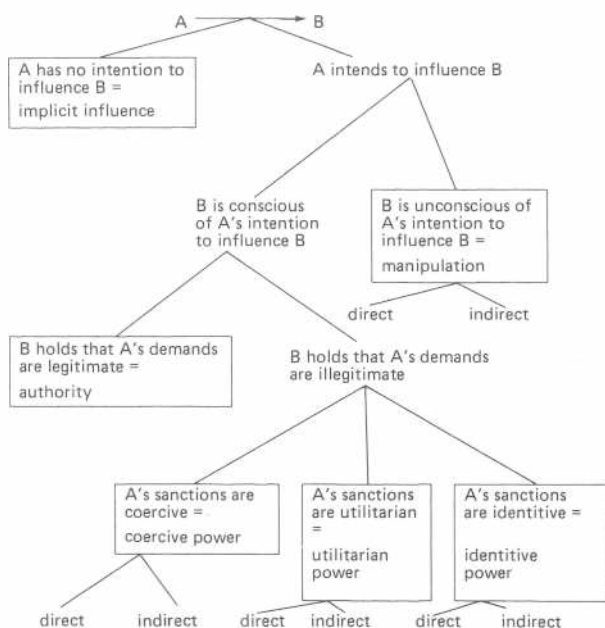 A B
A has no intention to
influence B =
implicit influence
A intends to influence B
B is conscious
of A's intention
to influence B
B is unconscious of
A's intention to
influence B =
manipulation
direct indirect
B holds that A's demands
are legitimate =
authority
B holds that A's demands
are illegitimate
A's sanctions are
coercive =
coercive power
A's sanctions
are utilitarian
=
utilitarian
power
A's sanctions
are identitive =
identitive
power
direct indirect direct indirect direct indirect